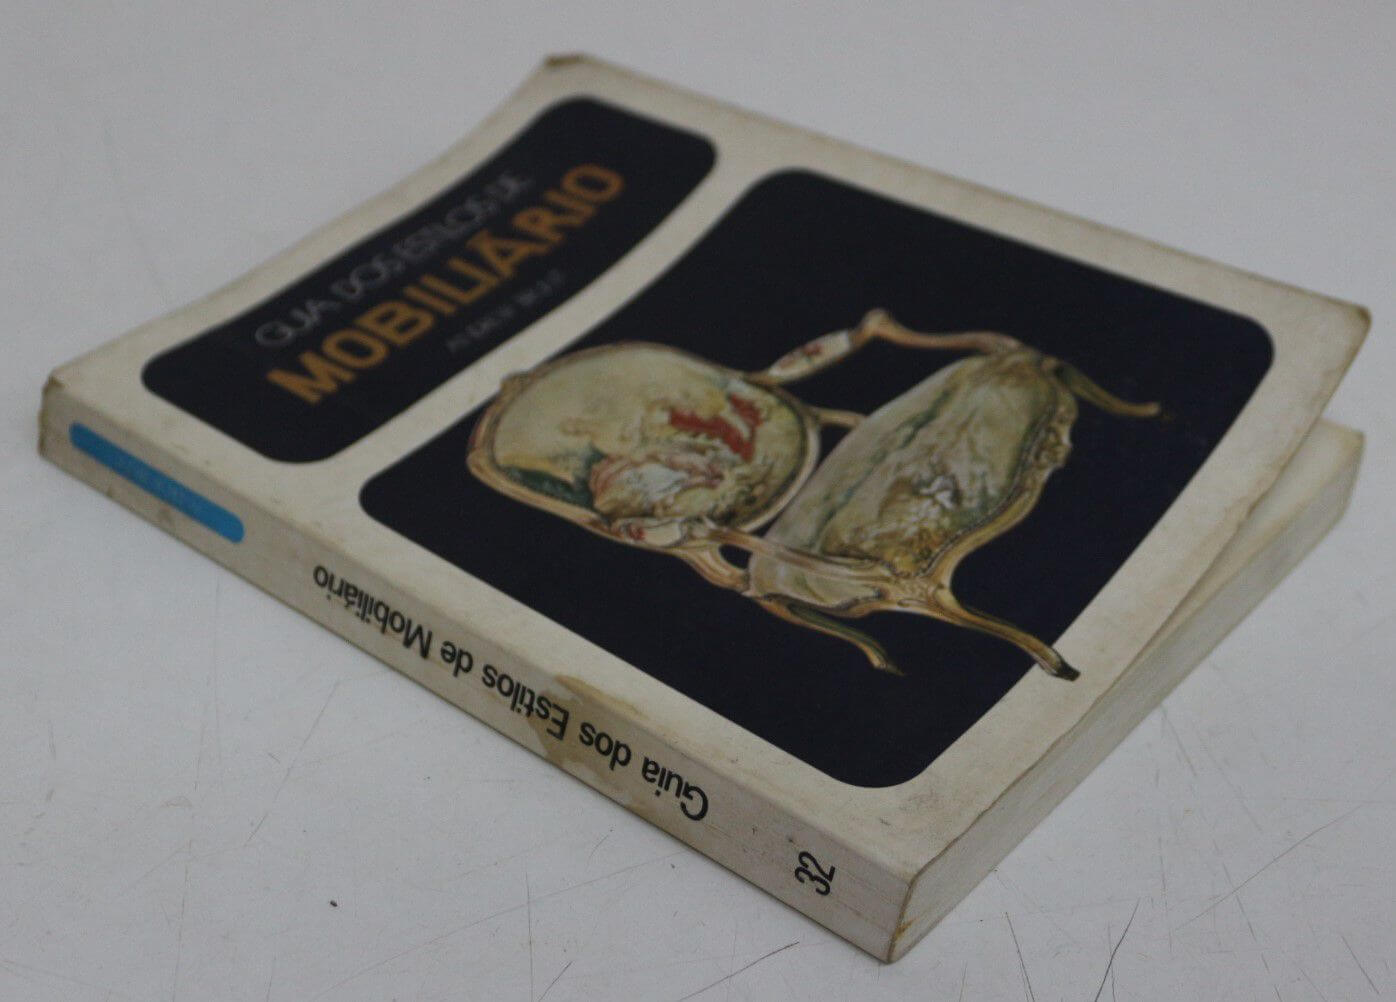 GUIA DOS ESTILOS DE
MOBILIÁRIO
Guia dos Estilos de Mobiliário
32